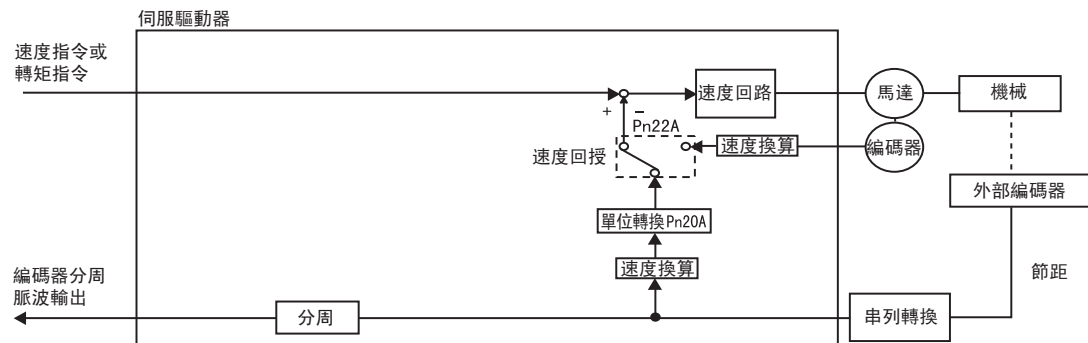 伺服驅動器
速度指令或
轉矩指令
速度回路
馬達
機械
+
−
Pn22A
速度回授
速度換算
編碼器
外部編碼器
單位轉換Pn20A
速度換算
編碼器分周
脈波輸出
節距
分周
串列轉換